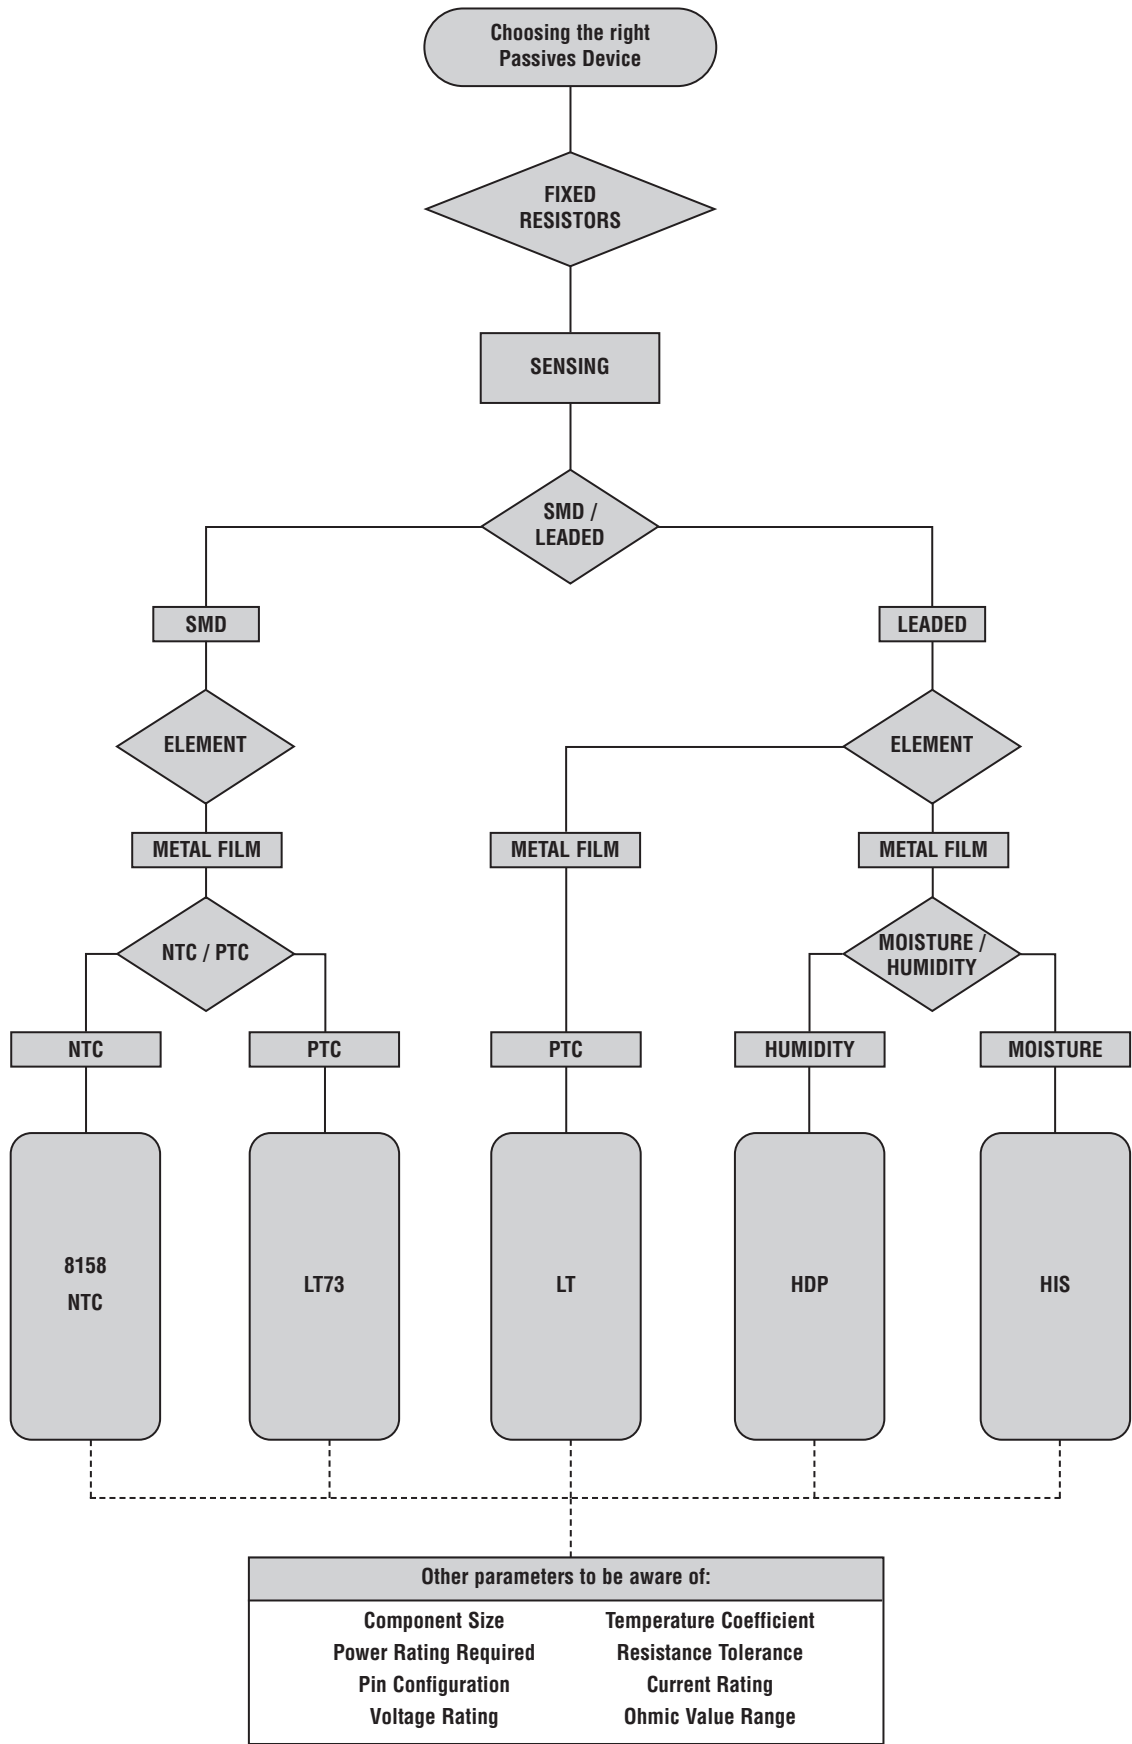 Choosing the right
Passives Device
FIXED
RESISTORS
SENSING
SMD /
LEADED
SMD
LEADED
ELEMENT
ELEMENT
METAL FILM
METAL FILM
METAL FILM
NTC / PTC
MOISTURE /
HUMIDITY
NTC
PTC
PTC
HUMIDITY
MOISTURE
8158
NTC
LT73
LT
HDP
HIS
Other parameters to be aware of:
Component Size
Temperature Coefficient
Power Rating Required
Resistance Tolerance
Pin Configuration
Current Rating
Voltage Rating
Ohmic Value Range